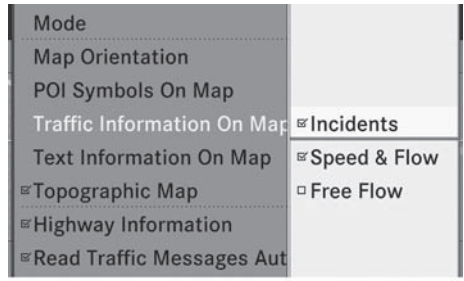 Mode
Map Orientation
POI Symbols On Map
Traffic Information On Map
Text Information On Map
Topographic Map
Highway Information
Read Traffic Messages Aut
Incidents
Speed & Flow
Free Flow